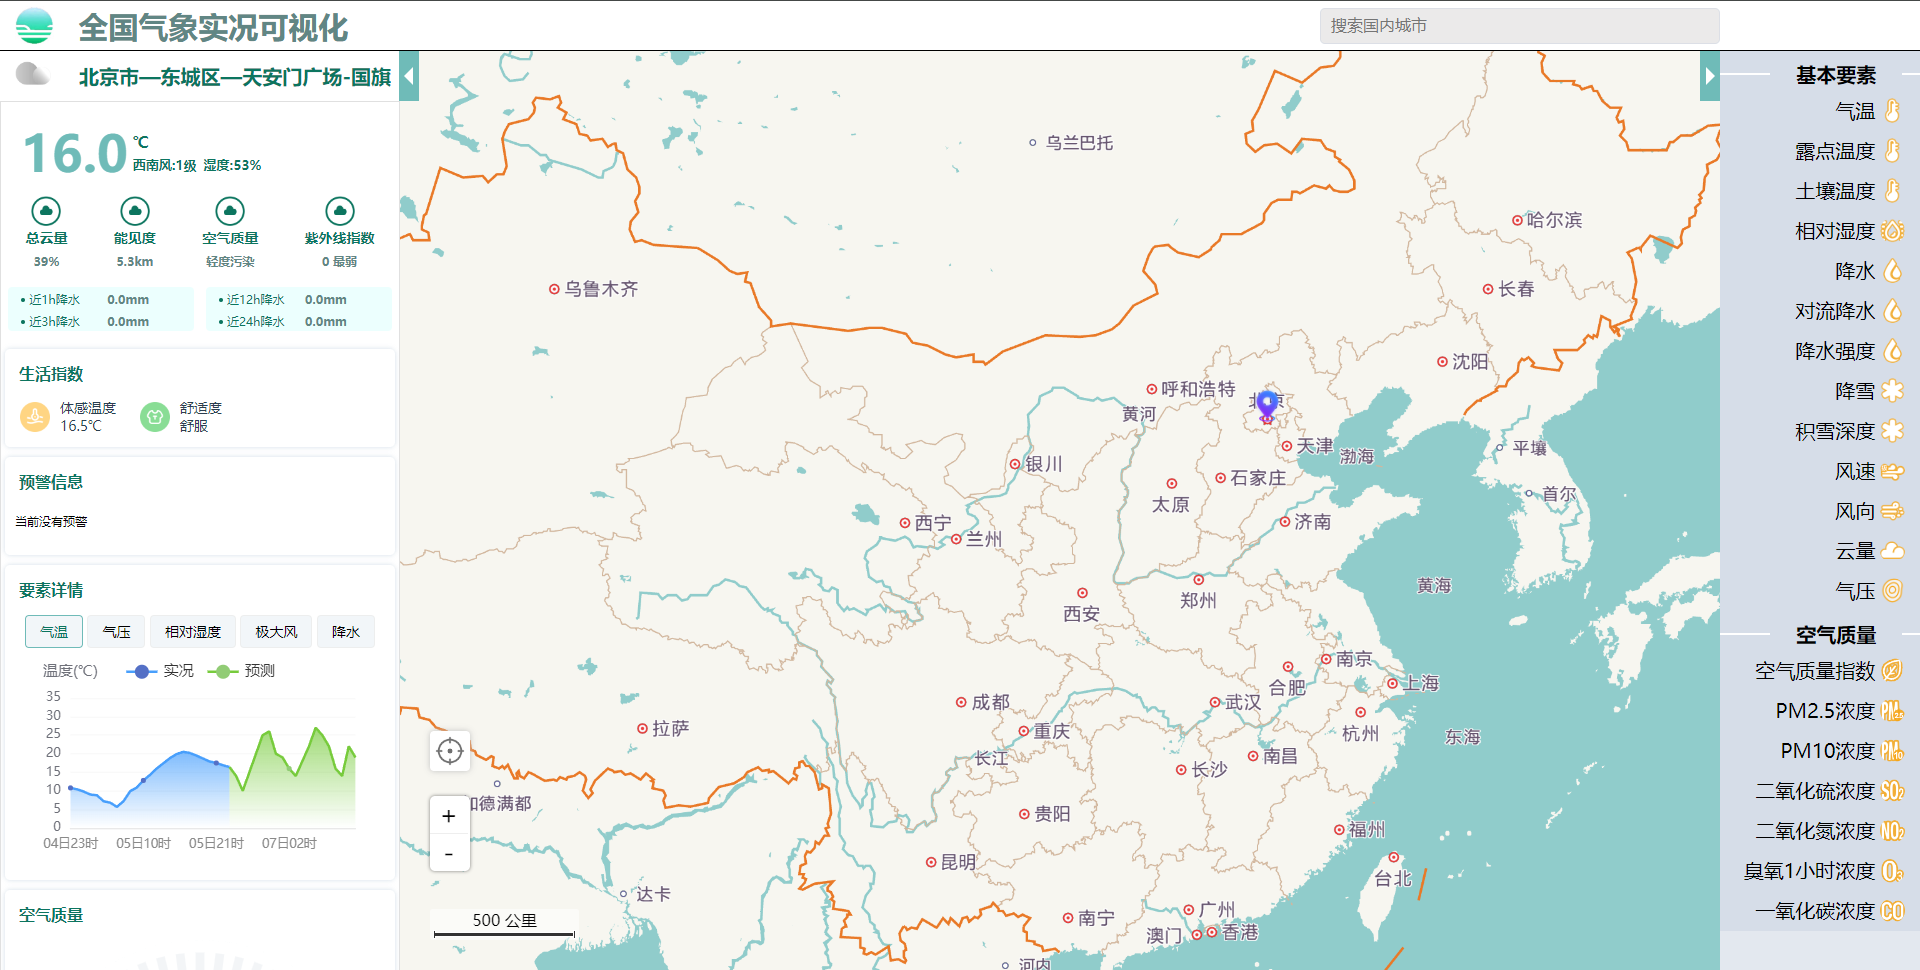 全国气象实况可视化
搜索国内城市
北京市—东城区—天安门广场-国旗
16.0
℃
西南风:1级 湿度:53%
总云量
能见度
空气质量
紫外线指数
39%
5.3km
轻度污染
0 最弱
• 近1h降水 0.0mm
• 近12h降水 0.0mm
• 近3h降水 0.0mm
• 近24h降水 0.0mm
生活指数
体感温度
16.5℃
舒适度
舒服
预警信息
当前没有预警
要素详情
气温
气压
相对湿度
极大风
降水
温度(℃)
实况
预测
35
30
25
20
15
10
5
0
04日23时
05日10时
05日21时
07日02时
空气质量
乌兰巴托
哈尔滨
乌鲁木齐
长春
沈阳
呼和浩特
黄河
天津
渤海
平壤
银川
石家庄
太原
首尔
西宁
济南
兰州
黄海
郑州
西安
南京
合肥
上海
成都
武汉
拉萨
重庆
杭州
东海
长江
南昌
长沙
加德满都
贵阳
福州
昆明
台北
达卡
广州
南宁
澳门
香港
河内
+
-
500 公里
基本要素
气温
露点温度
土壤温度
相对湿度
降水
对流降水
降水强度
降雪
积雪深度
风速
风向
云量
气压
空气质量
空气质量指数
PM2.5浓度
PM10浓度
二氧化硫浓度 SO2
二氧化氮浓度 NO2
臭氧1小时浓度 O3
一氧化碳浓度 CO